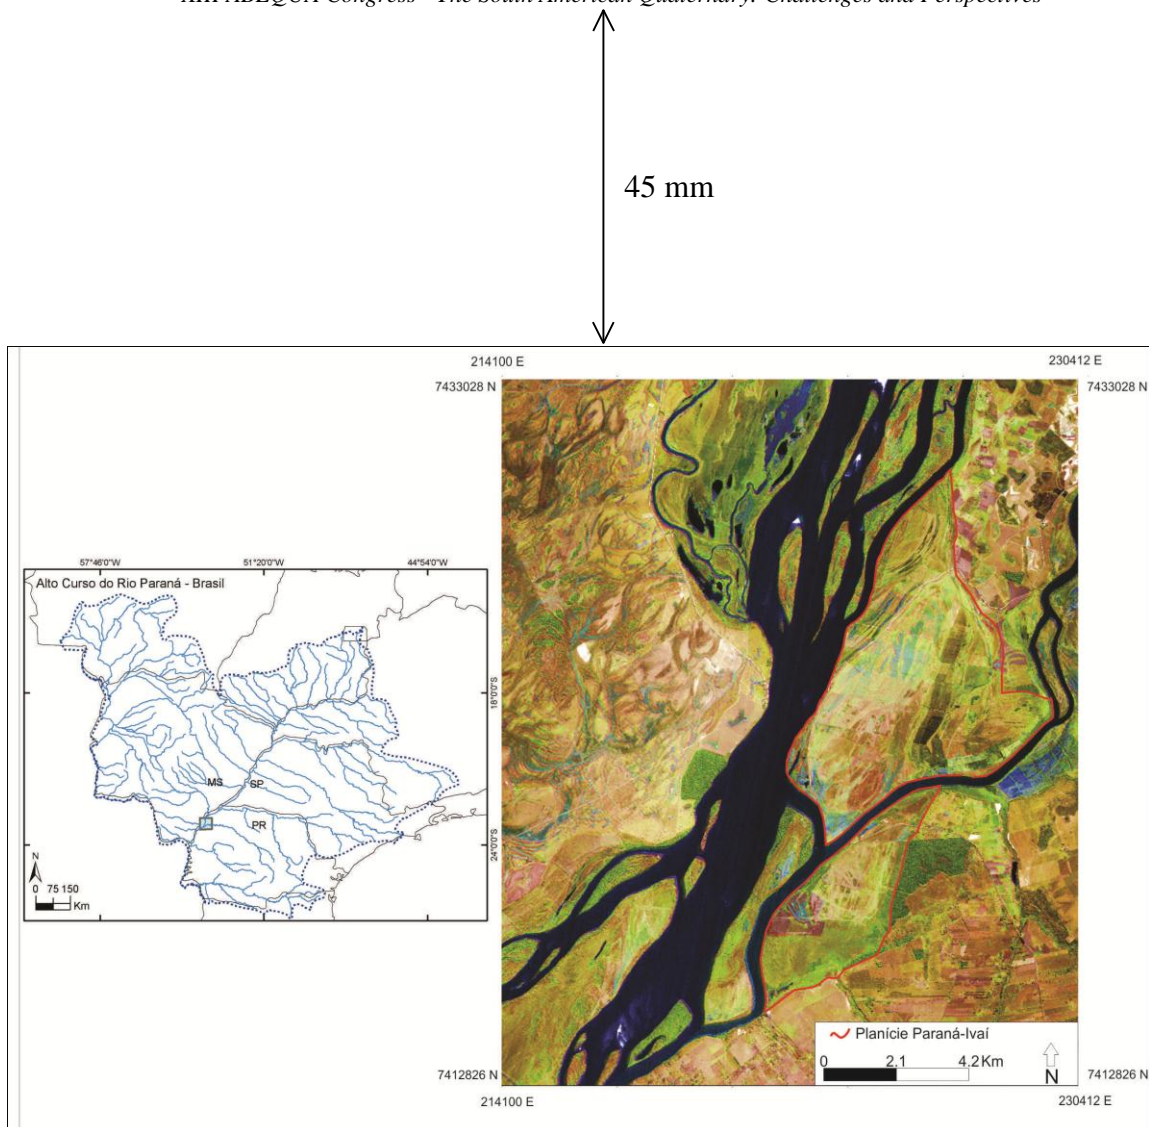 XIII ABEQUA Congress - The South American Quaternary: Challenges and Perspectives
45 mm
214100 E
230412 E
7433028 N
7433028 N
57°46'0"W
51°20'0"W
44°54'0"W
Alto Curso do Rio Paraná - Brasil
18°0'0"S
MS
SP
PR
24°0'0"S
N
0 75 150
Km
Planície Paraná-Ivaí
0 2.1 4.2 Km
N
7412826 N
7412826 N
214100 E
230412 E